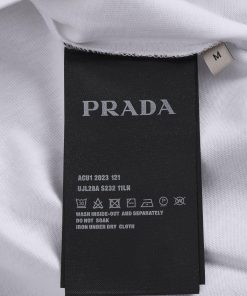 M
PRADA
ACU1 2023 121
UJL28A S232 11LN
WASH INSIDE-OUT AND SEPARATELY
DO NOT SOAK
IRON UNDER DRY CLOTH